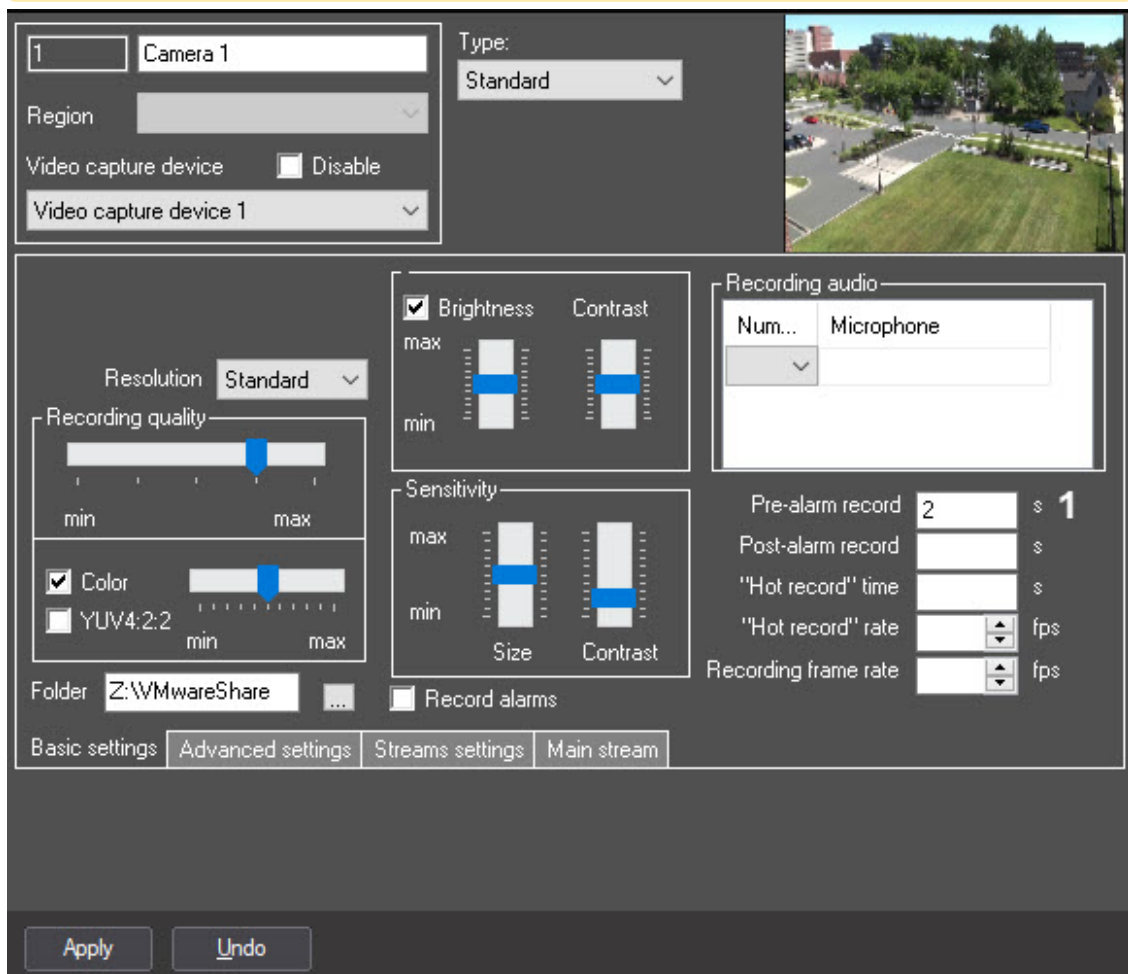 1
Camera 1
Type:
Standard
Region
Video capture device
Disable
Video capture device 1
Resolution
Standard
Recording quality
min
max
Color
YUV4:2:2
min
max
Folder
Z:\VMwareShare
...
Brightness
Contrast
max
min
Sensitivity
max
min
Size
Contrast
Record alarms
Recording audio
Num...
Microphone
Pre-alarm record
2
s
1
Post-alarm record
s
"Hot record" time
s
"Hot record" rate
fps
Recording frame rate
fps
Basic settings
Advanced settings
Streams settings
Main stream
Apply
Undo